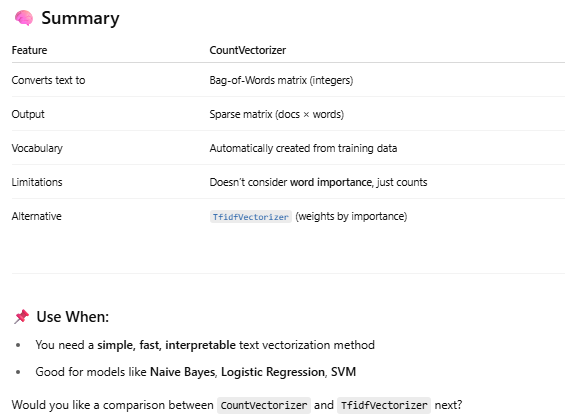 🧠 Summary
Feature CountVectorizer
Converts text to Bag-of-Words matrix (integers)
Output Sparse matrix (docs × words)
Vocabulary Automatically created from training data
Limitations Doesn't consider word importance, just counts
Alternative TfidfVectorizer (weights by importance)
📌 Use When:
• You need a simple, fast, interpretable text vectorization method
• Good for models like Naive Bayes, Logistic Regression, SVM
Would you like a comparison between CountVectorizer and TfidfVectorizer next?